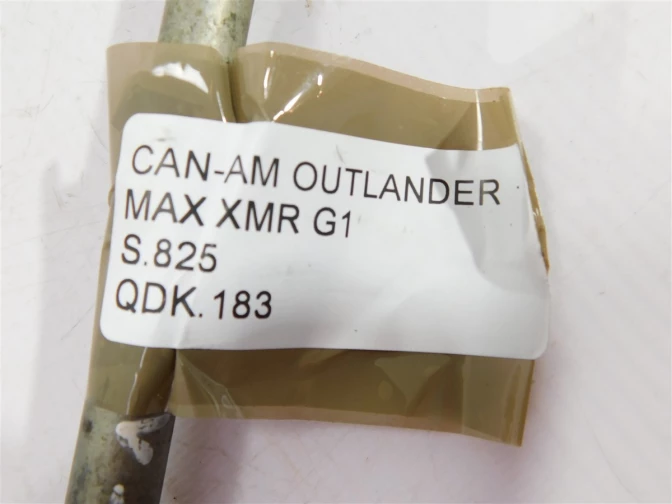 CAN-AM OUTLANDER
MAX XMR G1
S.825
QDK.183